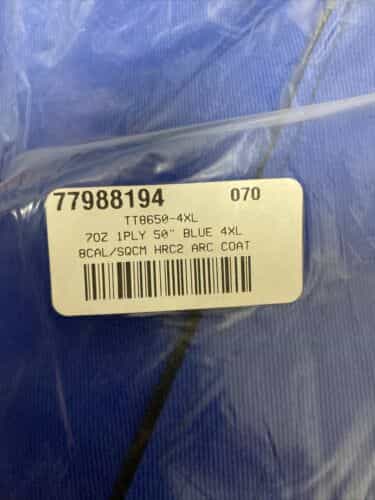 77988194 070
TT8650-4XL
7OZ 1PLY 50" BLUE 4XL
8CAL/SQCM HRC2 ARC COAT